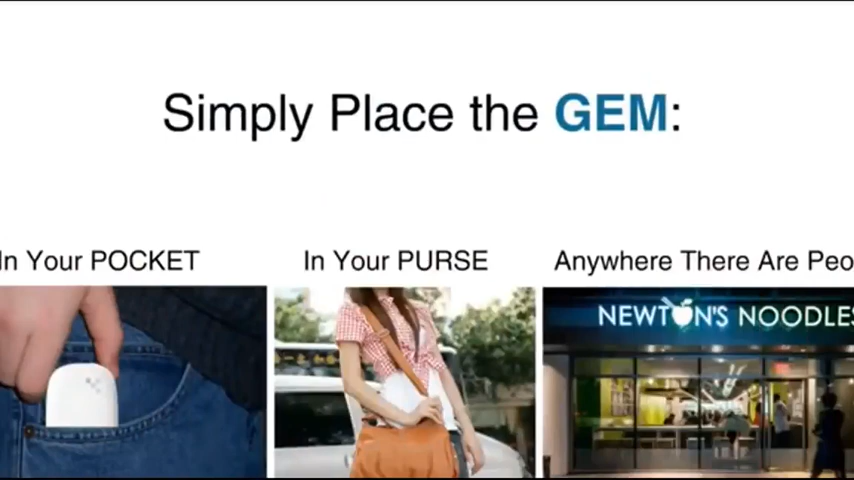 Simply Place the GEM:
In Your POCKET
In Your PURSE
Anywhere There Are Peo
NEWTON'S NOODLES